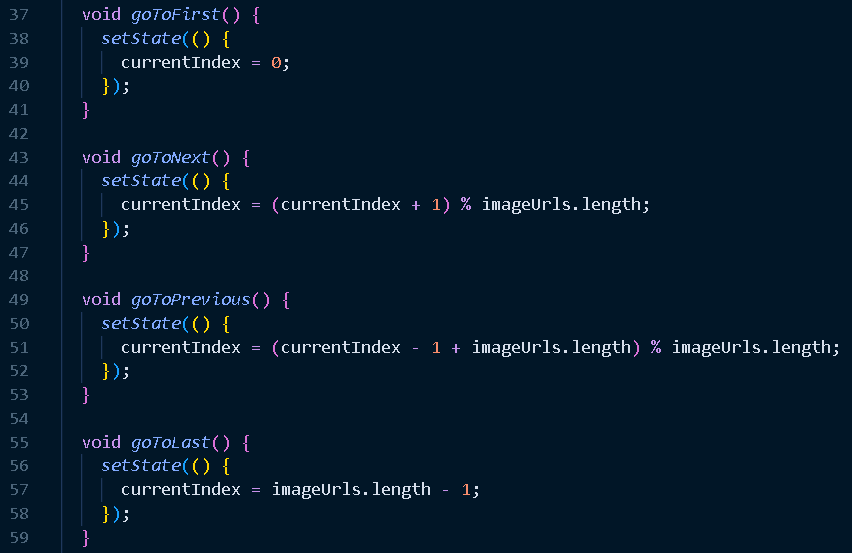 37 void goToFirst() {
38 setState(() {
39 currentIndex = 0;
40 });
41 }
42
43 void goToNext() {
44 setState(() {
45 currentIndex = (currentIndex + 1) % imageUrls.length;
46 });
47 }
48
49 void goToPrevious() {
50 setState(() {
51 currentIndex = (currentIndex - 1 + imageUrls.length) % imageUrls.length;
52 });
53 }
54
55 void goToLast() {
56 setState(() {
57 currentIndex = imageUrls.length - 1;
58 });
59 }